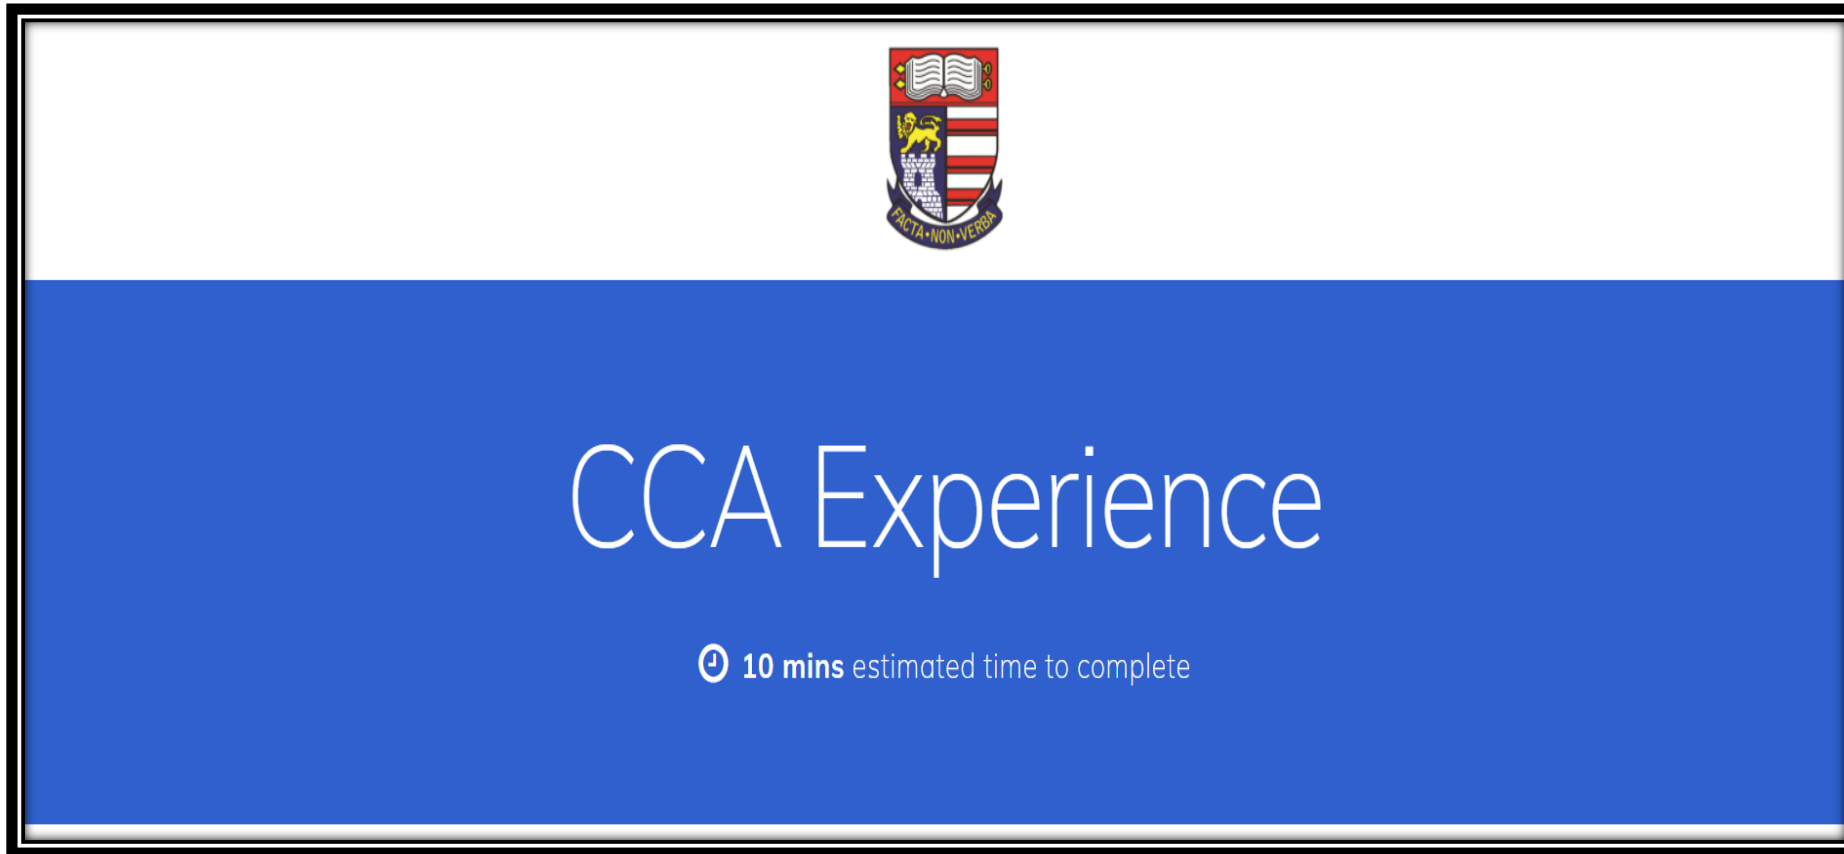 FACTA•NON•VERBA
CCA Experience
10 mins estimated time to complete